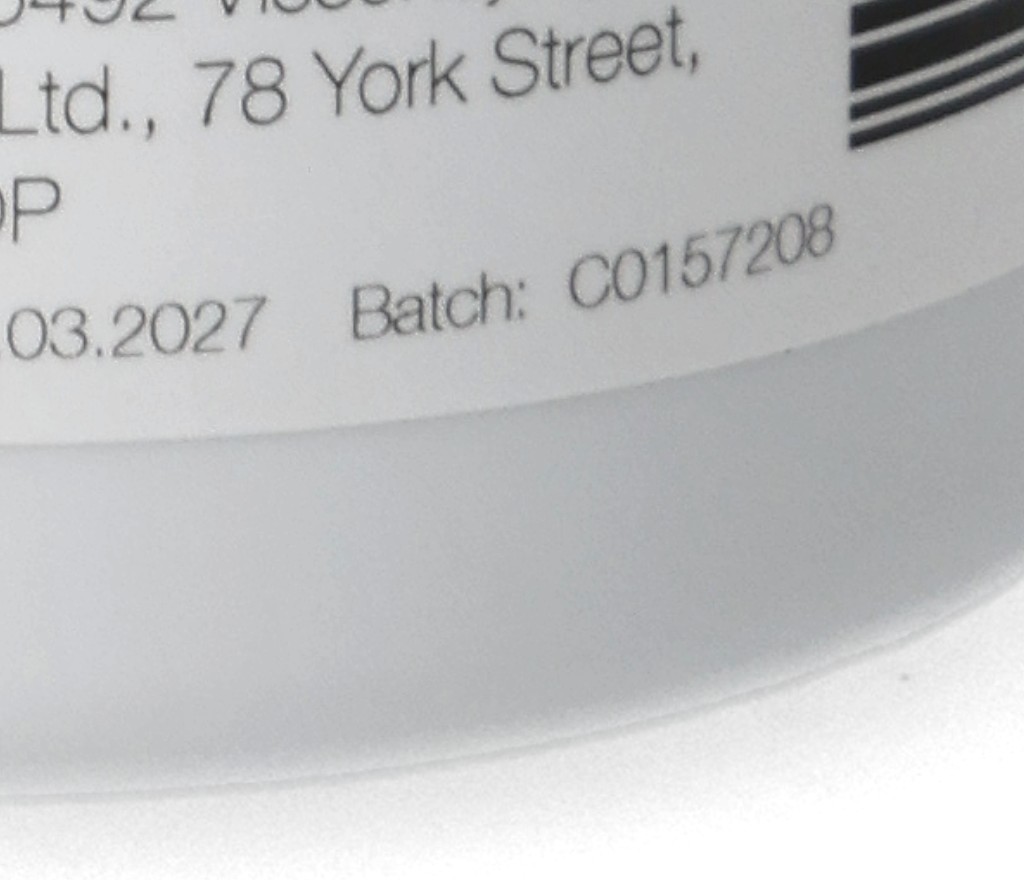 Ltd., 78 York Street,
.03.2027 Batch: C0157208